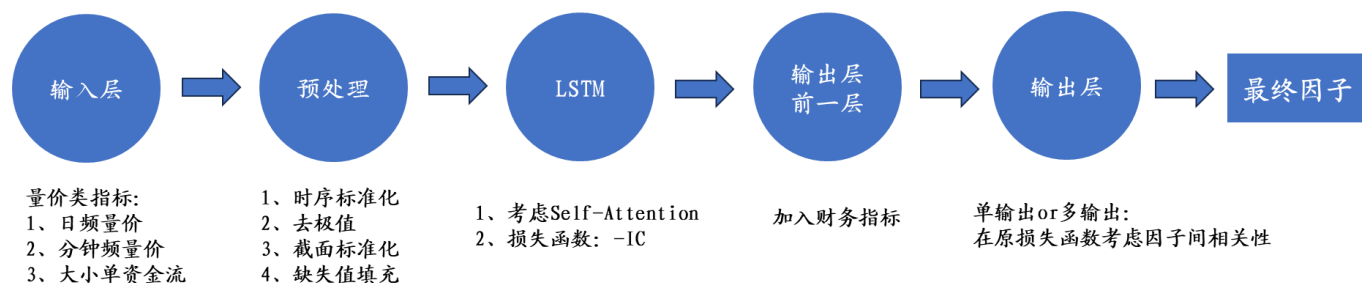 输入层
预处理
LSTM
输出层
前一层
输出层
最终因子
量价类指标:
1、日频量价
2、分钟频量价
3、大小单资金流
1、时序标准化
2、去极值
3、截面标准化
4、缺失值填充
1、考虑Self-Attention
2、损失函数: -IC
加入财务指标
单输出or多输出:
在原损失函数考虑因子间相关性